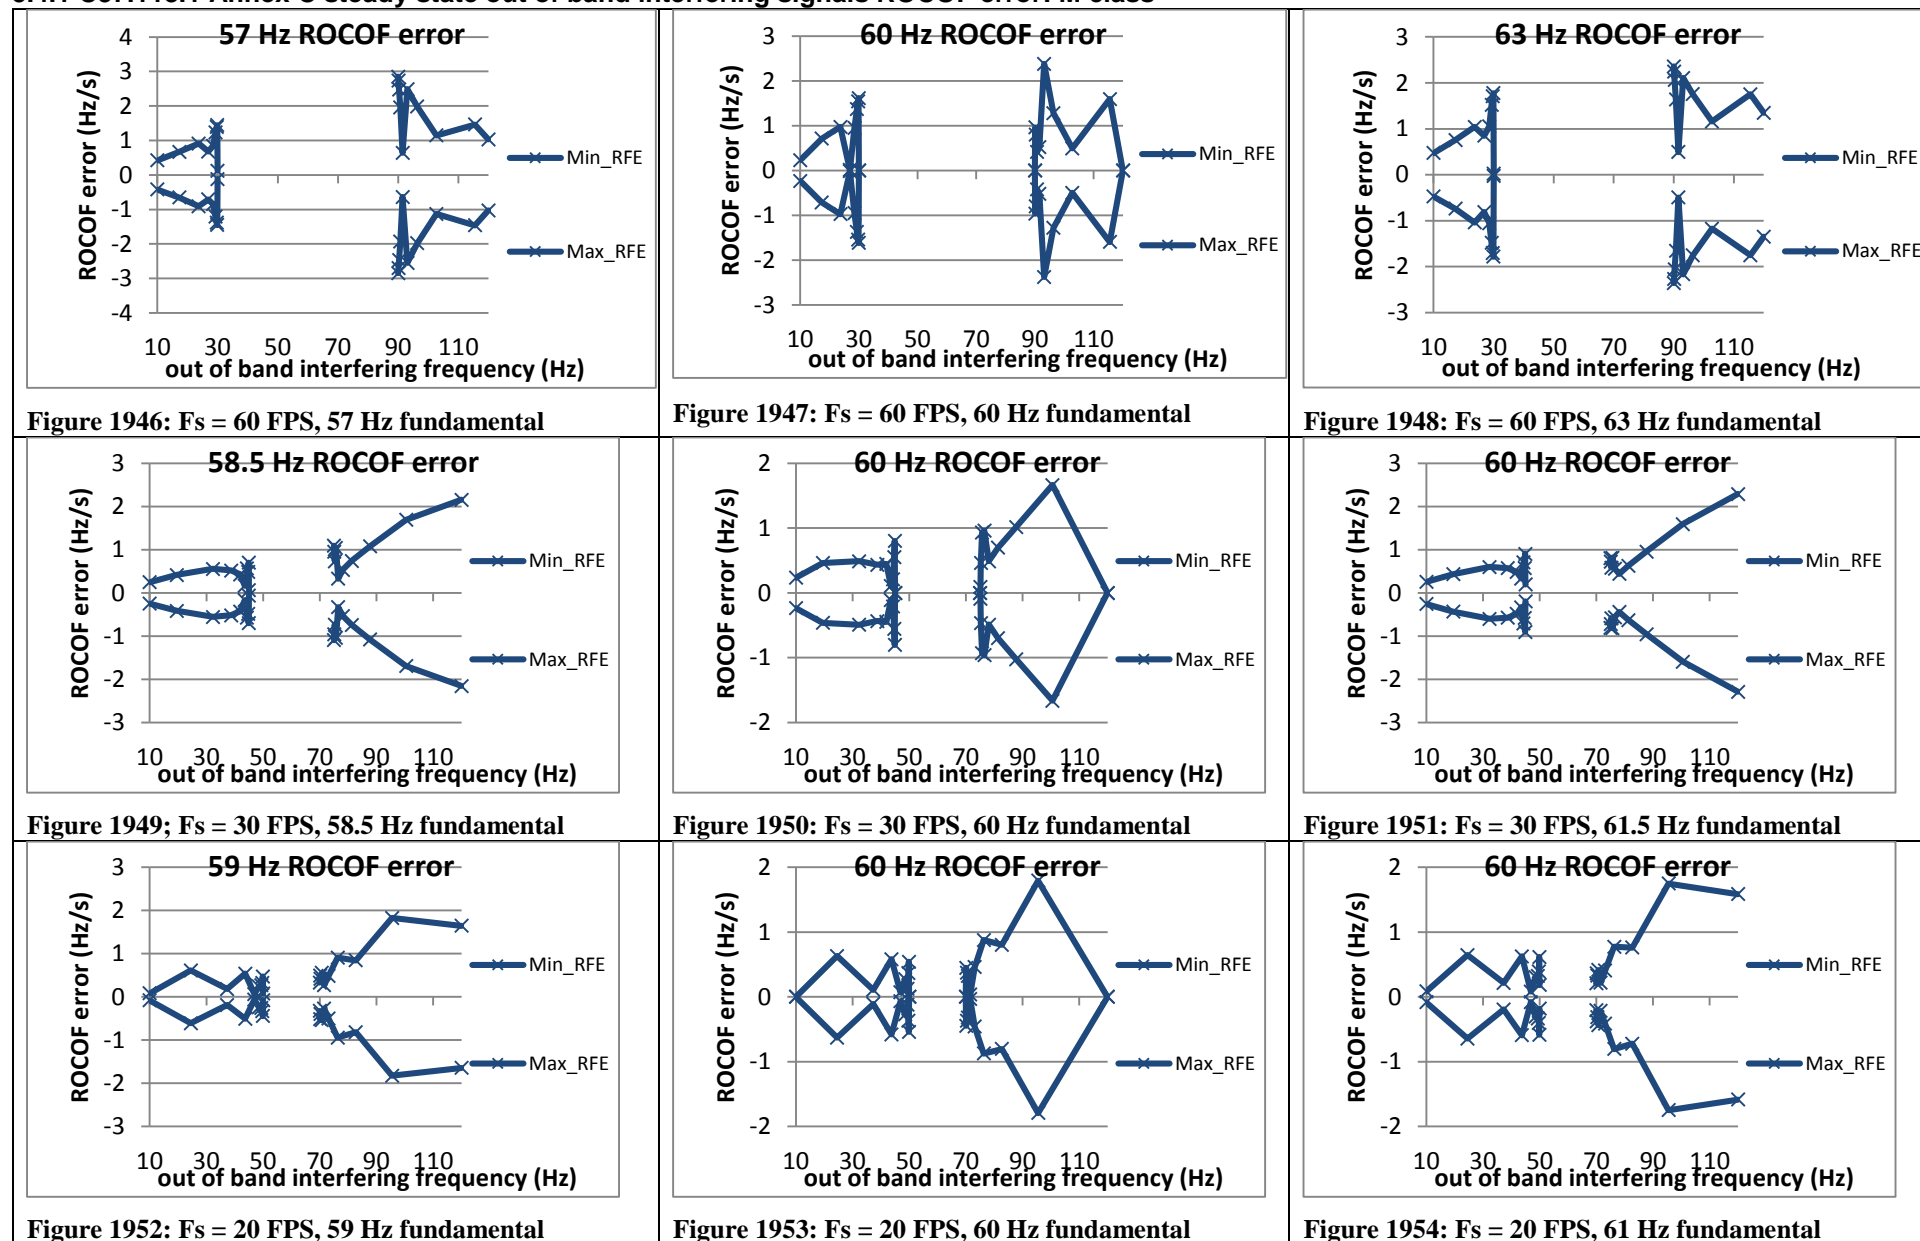 57 Hz ROCOF error
4
3
2
1
0
-1
-2
-3
-4
ROCOF error (Hz/s)
10 30 50 70 90 110
out of band interfering frequency (Hz)
Min_RFE
Max_RFE
Figure 1946: Fs = 60 FPS, 57 Hz fundamental
60 Hz ROCOF error
3
2
1
0
-1
-2
-3
ROCOF error (Hz/s)
10 30 50 70 90 110
out of band interfering frequency (Hz)
Min_RFE
Max_RFE
Figure 1947: Fs = 60 FPS, 60 Hz fundamental
63 Hz ROCOF error
3
2
1
0
-1
-2
-3
ROCOF error (Hz/s)
10 30 50 70 90 110
out of band interfering frequency (Hz)
Min_RFE
Max_RFE
Figure 1948: Fs = 60 FPS, 63 Hz fundamental
58.5 Hz ROCOF error
3
2
1
0
-1
-2
-3
ROCOF error (Hz/s)
10 30 50 70 90 110
out of band interfering frequency (Hz)
Min_RFE
Max_RFE
Figure 1949; Fs = 30 FPS, 58.5 Hz fundamental
60 Hz ROCOF error
2
1
0
-1
-2
ROCOF error (Hz/s)
10 30 50 70 90 110
out of band interfering frequency (Hz)
Min_RFE
Max_RFE
Figure 1950: Fs = 30 FPS, 60 Hz fundamental
60 Hz ROCOF error
3
2
1
0
-1
-2
-3
ROCOF error (Hz/s)
10 30 50 70 90 110
out of band interfering frequency (Hz)
Min_RFE
Max_RFE
Figure 1951: Fs = 30 FPS, 61.5 Hz fundamental
59 Hz ROCOF error
3
2
1
0
-1
-2
-3
ROCOF error (Hz/s)
10 30 50 70 90 110
out of band interfering frequency (Hz)
Min_RFE
Max_RFE
Figure 1952: Fs = 20 FPS, 59 Hz fundamental
60 Hz ROCOF error
2
1
0
-1
-2
ROCOF error (Hz/s)
10 30 50 70 90 110
out of band interfering frequency (Hz)
Min_RFE
Max_RFE
Figure 1953: Fs = 20 FPS, 60 Hz fundamental
60 Hz ROCOF error
2
1
0
-1
-2
ROCOF error (Hz/s)
10 30 50 70 90 110
out of band interfering frequency (Hz)
Min_RFE
Max_RFE
Figure 1954: Fs = 20 FPS, 61 Hz fundamental